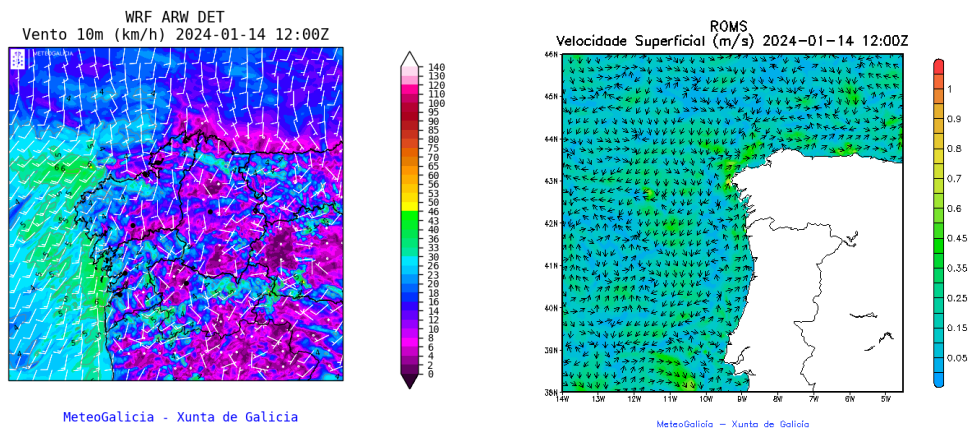 WRF ARW DET
Vento 10m (km/h) 2024-01-14 12:00Z
METEOGALICIA
140
130
120
110
100
95
90
85
80
75
70
65
60
56
53
50
46
43
40
36
33
30
26
23
20
18
16
14
12
10
8
6
4
2
0
MeteoGalicia - Xunta de Galicia
ROMS
Velocidade Superficial (m/s) 2024-01-14 12:00Z
46N
45N
44N
43N
42N
41N
40N
39N
38N
14W
13W
12W
11W
10W
9W
8W
7W
6W
5W
1
0.9
0.8
0.7
0.6
0.45
0.35
0.25
0.15
0.05
MeteoGalicia – Xunta de Galicia